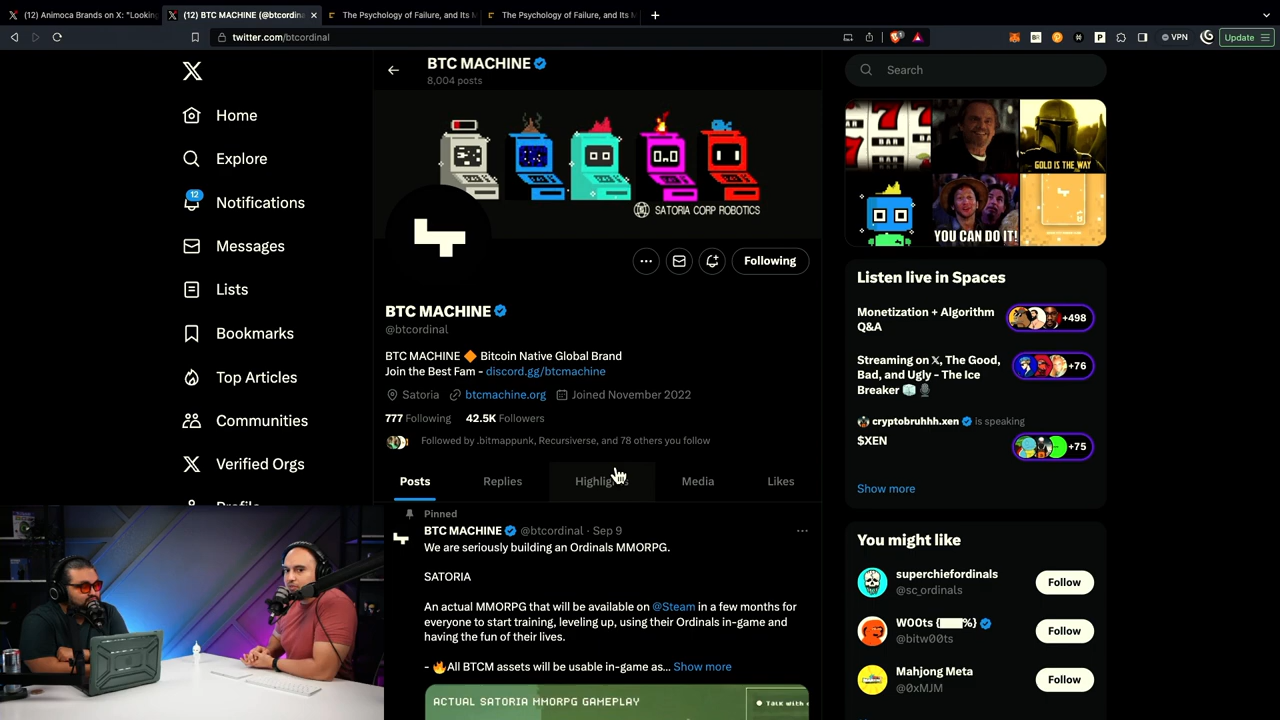 (12) Animoca Brands on X: "Looking
(12) BTC MACHINE (@btcordina
The Psychology of Failure, and Its M
The Psychology of Failure, and Its M
twitter.com/btcordinal
VPN
Update
Home
Explore
12
Notifications
Messages
Lists
Bookmarks
Top Articles
Communities
Verified Orgs
Profile
BTC MACHINE
8,004 posts
SATORIA CORP ROBOTICS
Following
BTC MACHINE
@btcordinal
BTC MACHINE 🔶 Bitcoin Native Global Brand
Join the Best Fam - discord.gg/btcmachine
Satoria btcmachine.org Joined November 2022
777 Following 42.5K Followers
Followed by .bitmappunk, Recursiverse, and 78 others you follow
Posts Replies Highlights Media Likes
Pinned
BTC MACHINE @btcordinal · Sep 9
We are seriously building an Ordinals MMORPG.
SATORIA
An actual MMORPG that will be available on @Steam in a few months for
everyone to start training, leveling up, using their Ordinals in-game and
having the fun of their lives.
- 🔥All BTCM assets will be usable in-game as... Show more
ACTUAL SATORIA MMORPG GAMEPLAY
Talk with
Search
BAR
BAR
BAR
GOLD IS THE WAY
YOU CAN DO IT!
Listen live in Spaces
Monetization + Algorithm
Q&A
+498
Streaming on 𝕏, The Good,
Bad, and Ugly - The Ice
Breaker 🧊🎙️
+76
cryptobruhhh.xen is speaking
$XEN
+75
Show more
You might like
superchiefordinals
@sc_ordinals
Follow
W00ts {███%}
@bitw00ts
Follow
Mahjong Meta
@0xMJM
Follow